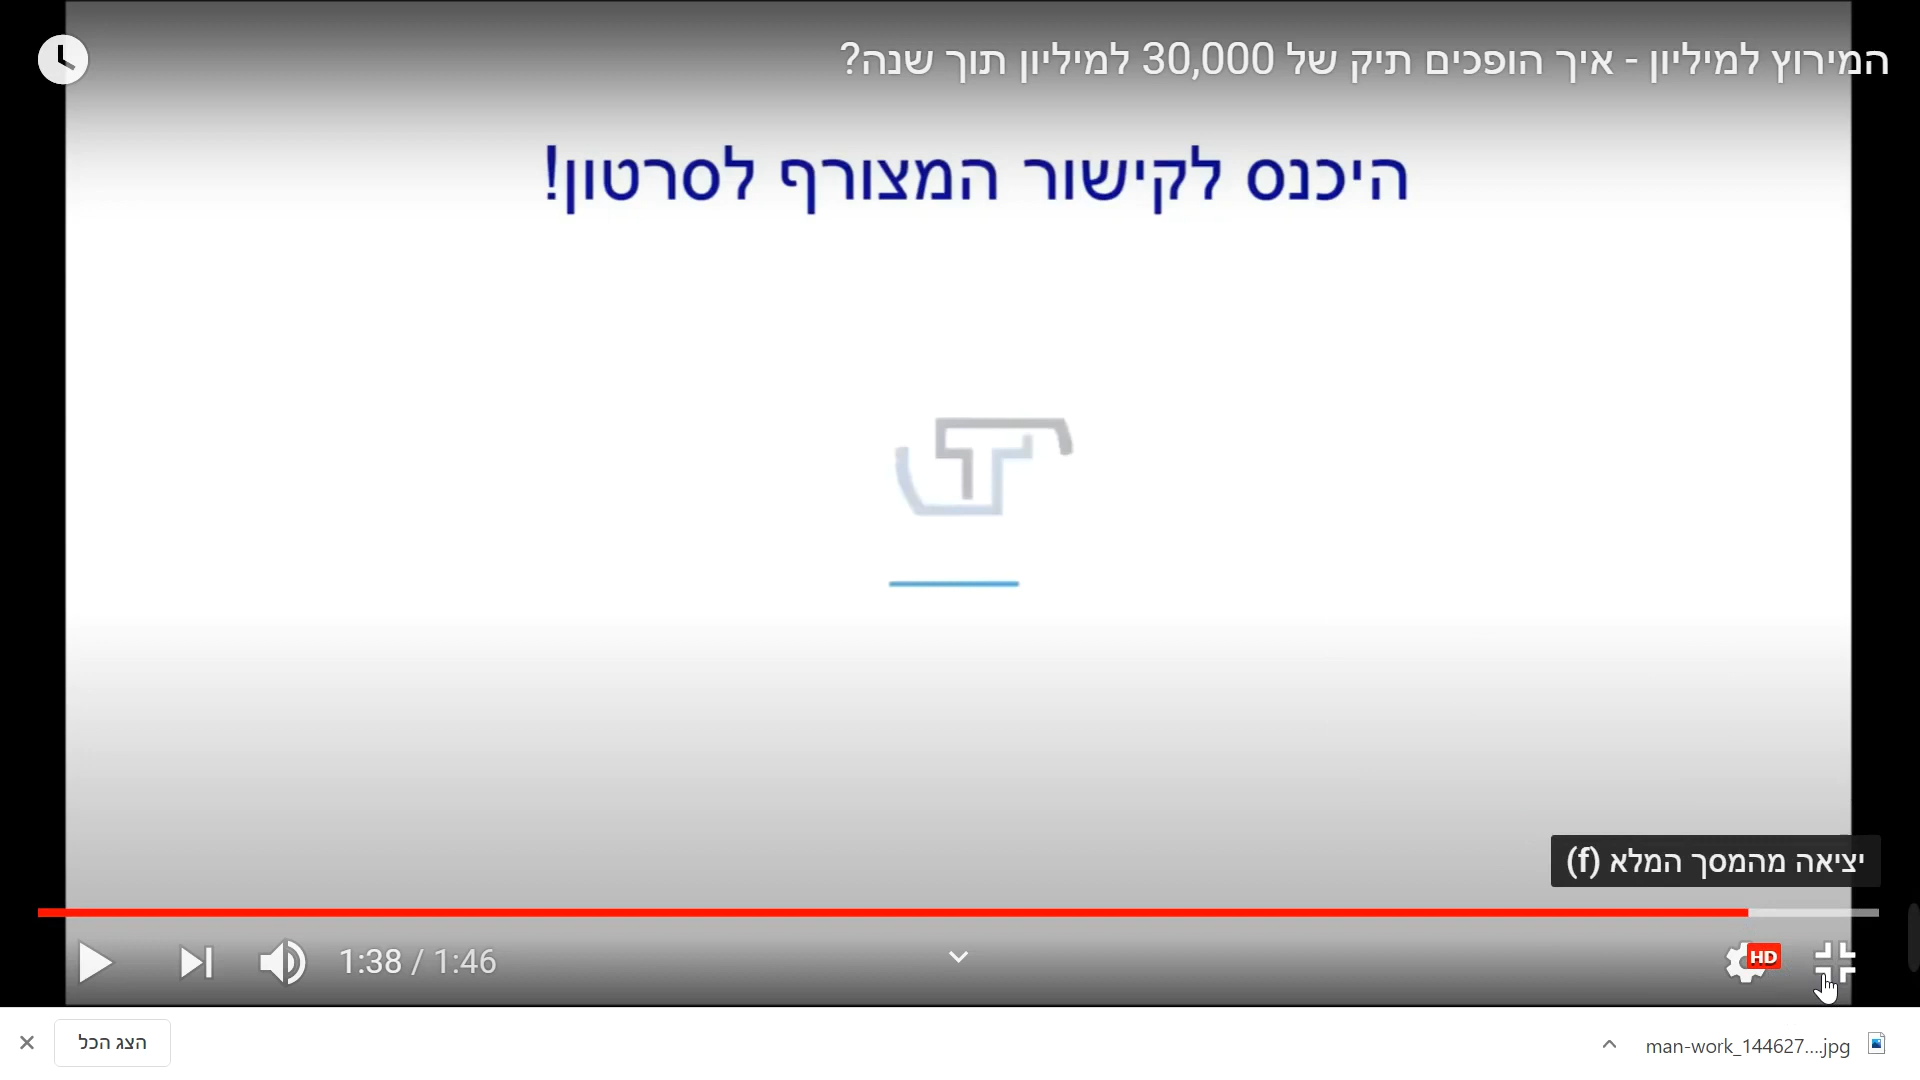 המירוץ למיליון - איך הופכים תיק של 30,000 למיליון תוך שנה?
היכנס לקישור המצורף לסרטון!
יציאה מהמסך המלא (f)
1:38 / 1:46
HD
הצג הכל
man-work_144627....jpg